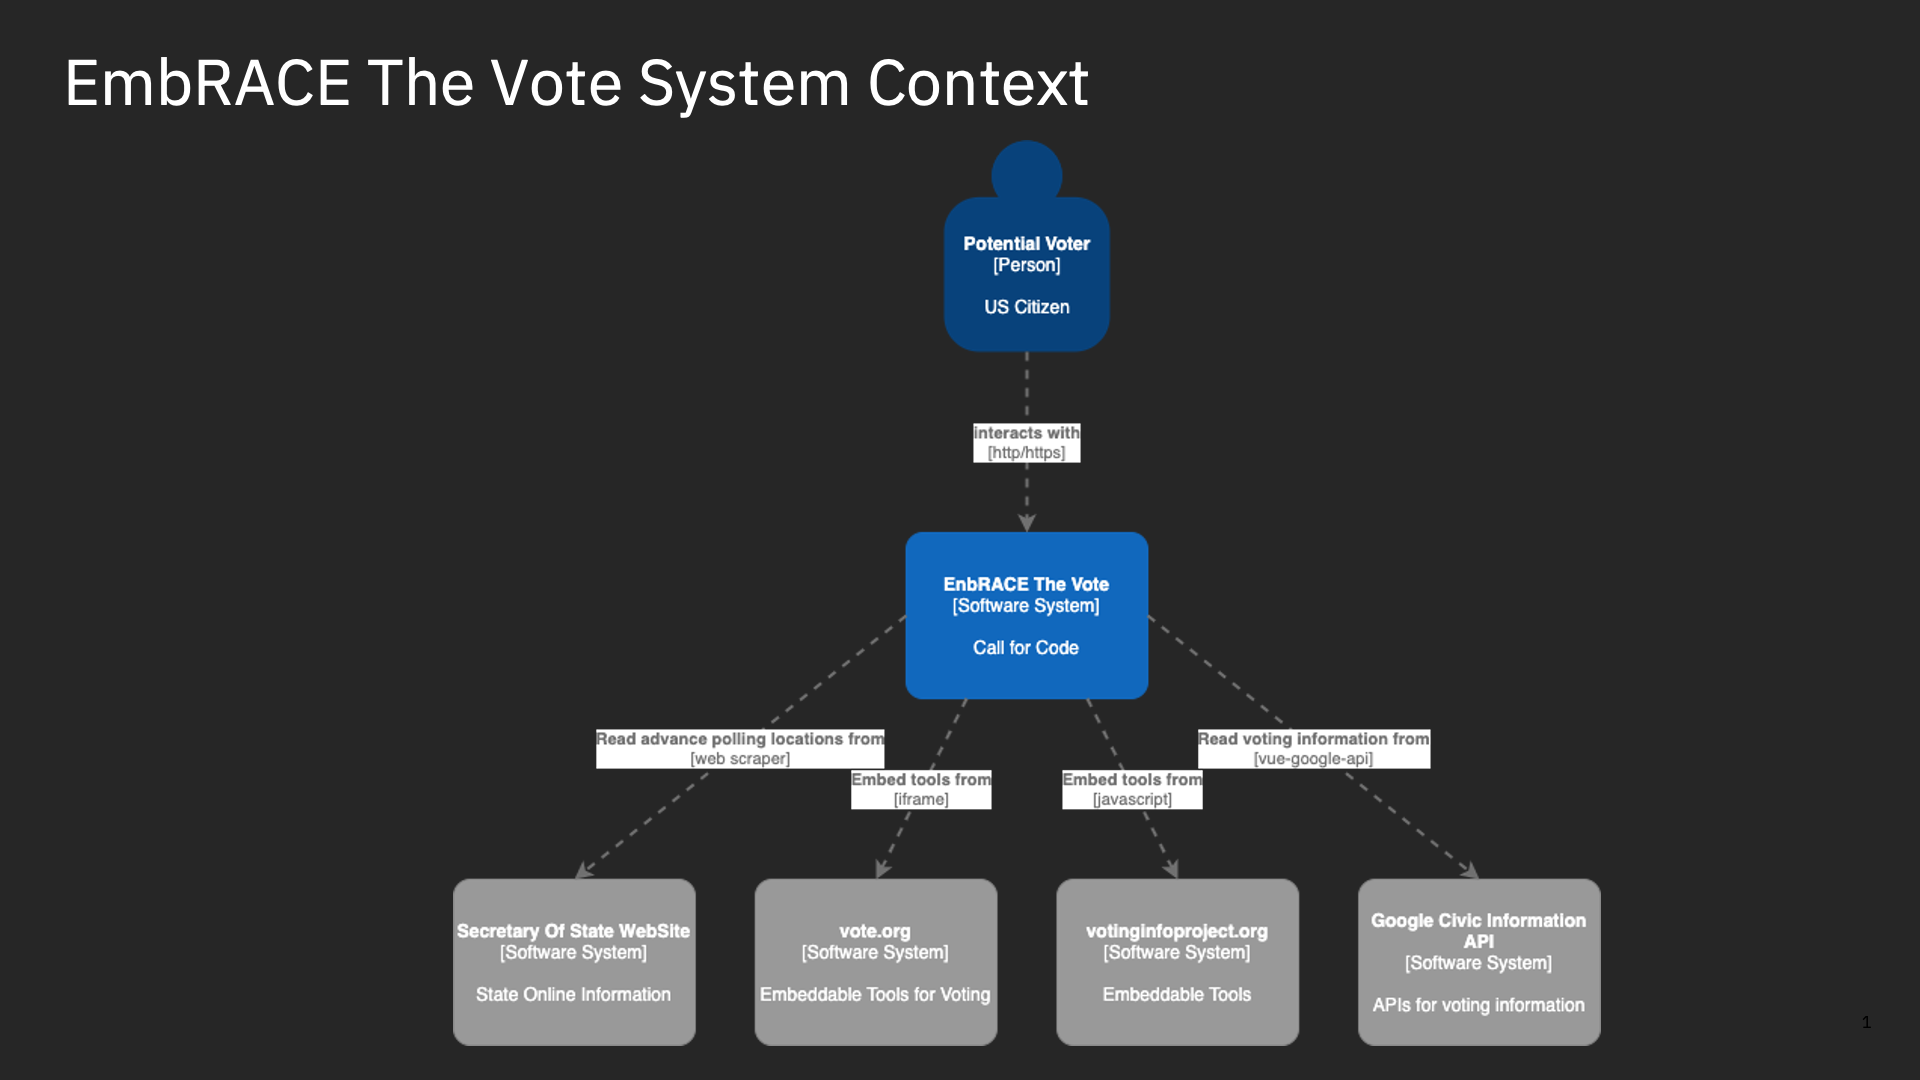 EmbRACE The Vote System Context
Potential Voter
[Person]
US Citizen
interacts with
[http/https]
EnbRACE The Vote
[Software System]
Call for Code
Read advance polling locations from
[web scraper]
Embed tools from
[iframe]
Embed tools from
[javascript]
Read voting information from
[vue-google-api]
Secretary Of State WebSite
[Software System]
State Online Information
vote.org
[Software System]
Embeddable Tools for Voting
votinginfoproject.org
[Software System]
Embeddable Tools
Google Civic Information
API
[Software System]
APIs for voting information
1